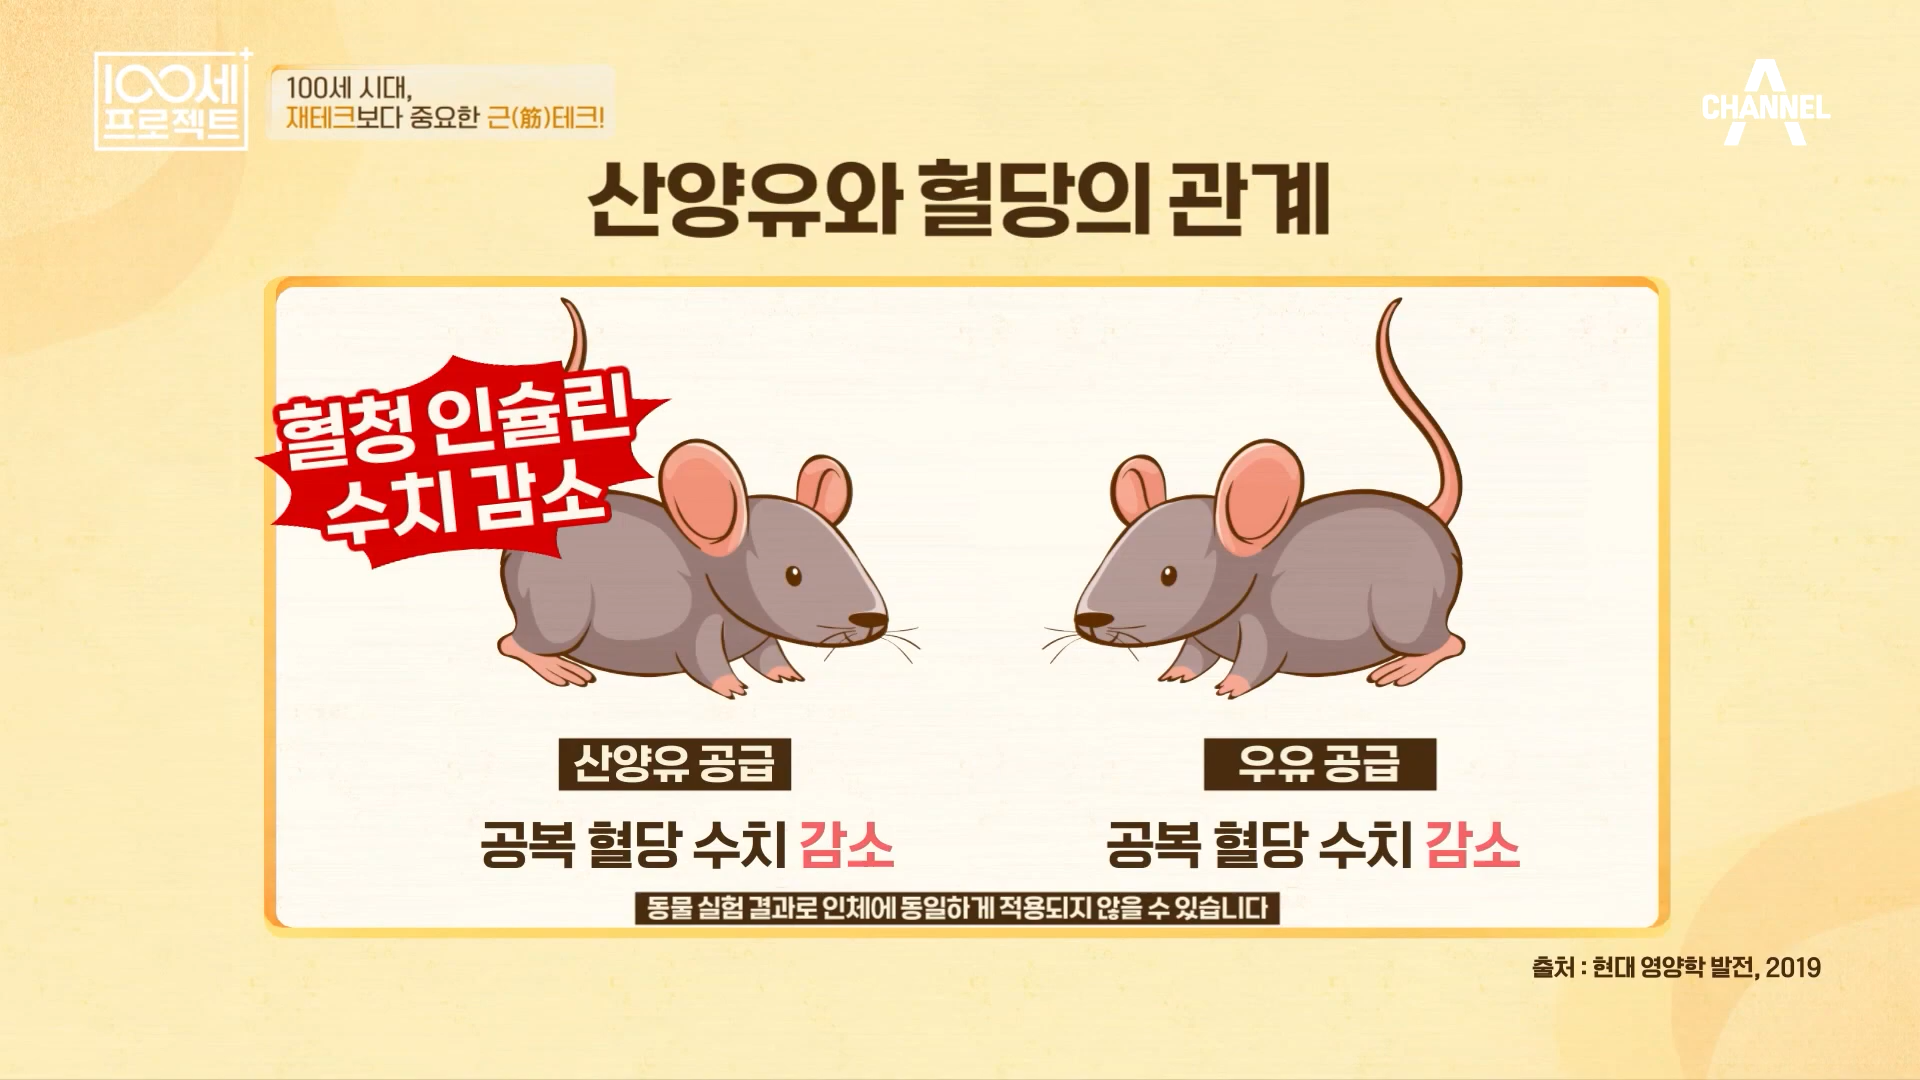 100세+
프로젝트
100세 시대,
재테크보다 중요한 근(筋)테크!
CHANNEL A
산양유와 혈당의 관계
혈청 인슐린
수치 감소
산양유 공급
우유 공급
공복 혈당 수치 감소
공복 혈당 수치 감소
동물 실험 결과로 인체에 동일하게 적용되지 않을 수 있습니다
출처 : 현대 영양학 발전, 2019